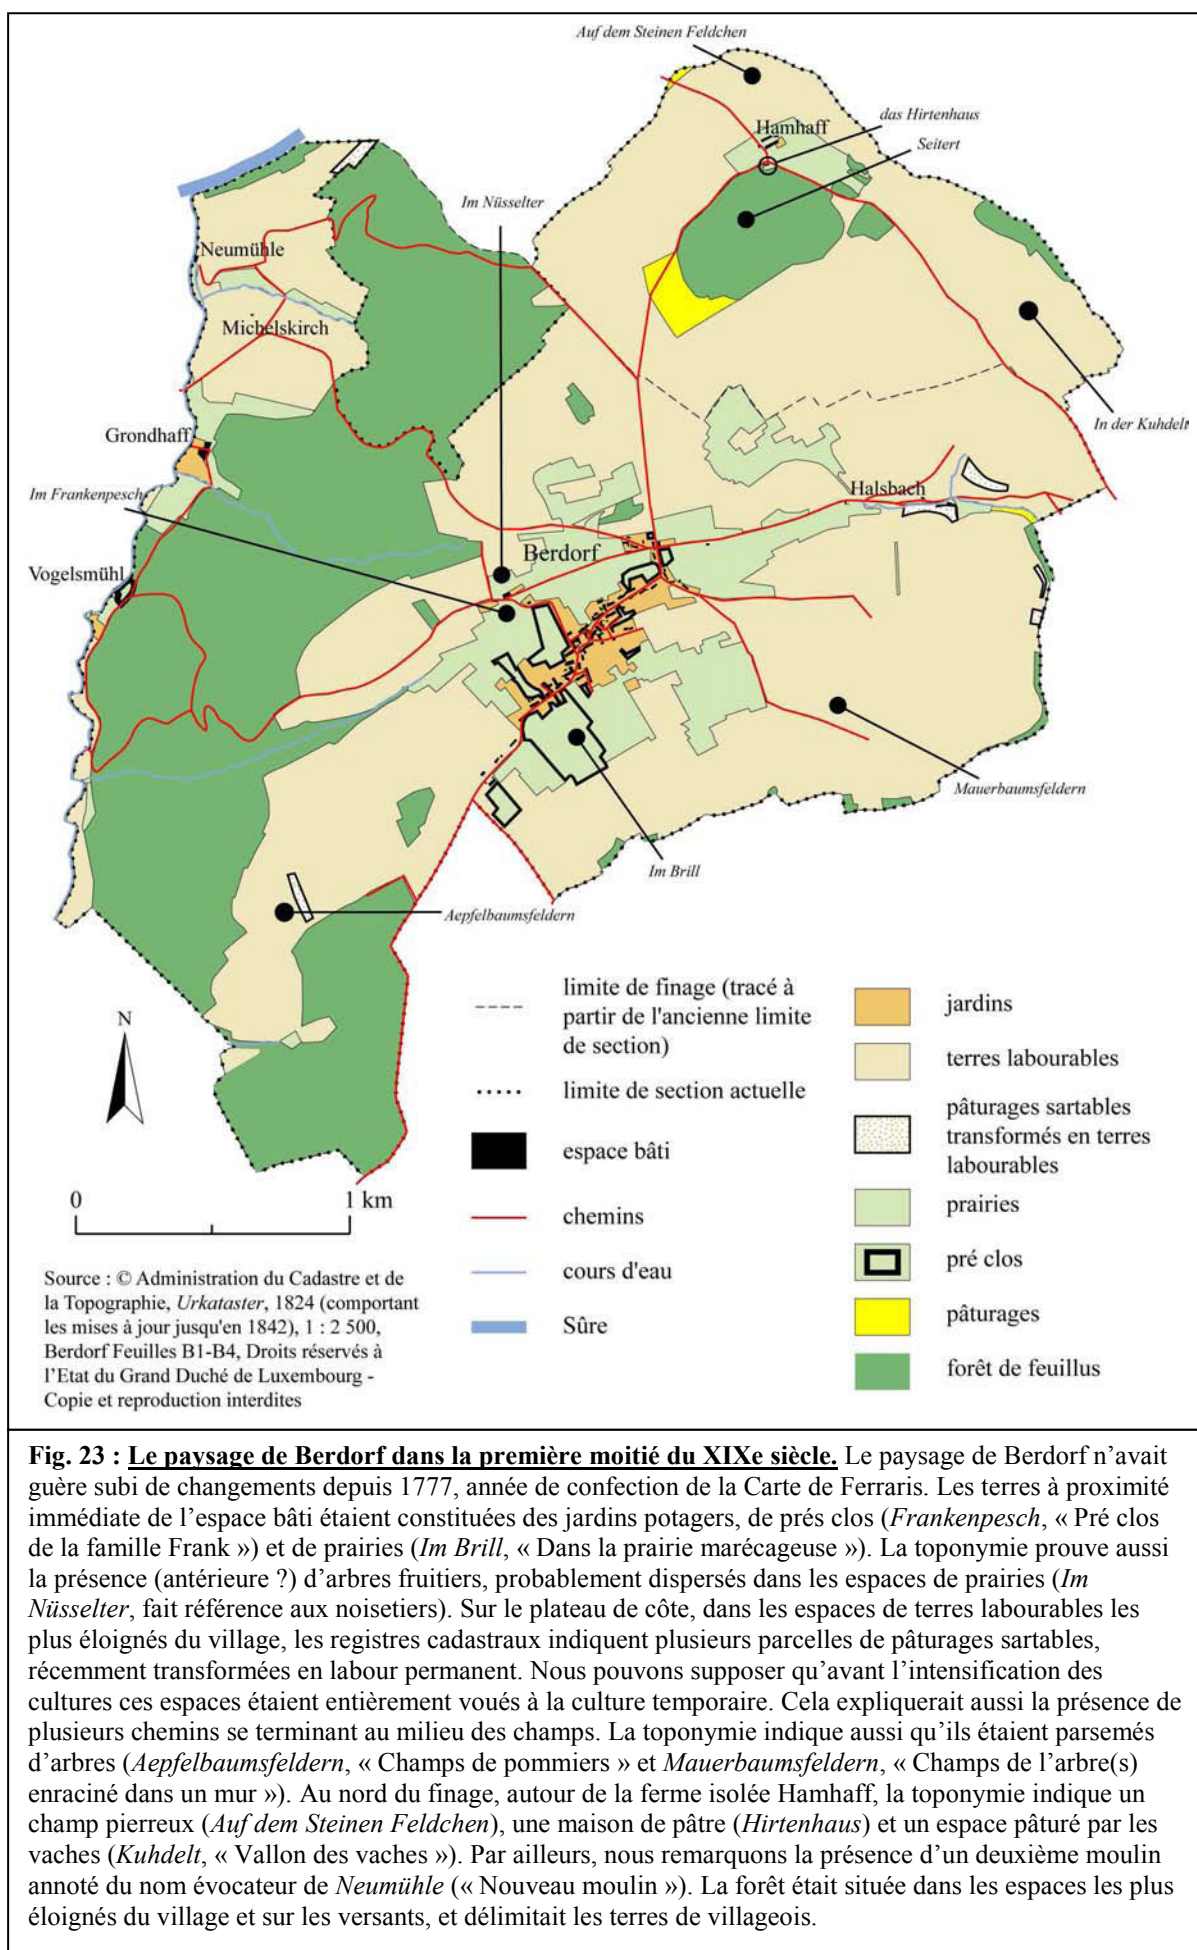 Auf dem Steinen Feldchen
das Hirtenhaus
Hamhaff
Seitert
Im Nüsselter
Neumühle
Michelskirch
In der Kuhdelt
Grondhaff
Halsbach
Im Frankenpesch
Berdorf
Vogelsmühl
Mauerbaumsfeldern
Im Brill
Aepfelbaumsfeldern
N
0 1 km
limite de finage (tracé à
partir de l'ancienne limite
de section)
limite de section actuelle
espace bâti
chemins
cours d'eau
Sûre
jardins
terres labourables
pâturages sartables
transformés en terres
labourables
prairies
pré clos
pâturages
forêt de feuillus
Source : © Administration du Cadastre et de
la Topographie, Urkataster, 1824 (comportant
les mises à jour jusqu'en 1842), 1 : 2 500,
Berdorf Feuilles B1-B4, Droits réservés à
l'Etat du Grand Duché de Luxembourg -
Copie et reproduction interdites
Fig. 23 : Le paysage de Berdorf dans la première moitié du XIXe siècle. Le paysage de Berdorf n'avait
guère subi de changements depuis 1777, année de confection de la Carte de Ferraris. Les terres à proximité
immédiate de l'espace bâti étaient constituées des jardins potagers, de prés clos (Frankenpesch, « Pré clos
de la famille Frank ») et de prairies (Im Brill, « Dans la prairie marécageuse »). La toponymie prouve aussi
la présence (antérieure ?) d'arbres fruitiers, probablement dispersés dans les espaces de prairies (Im
Nüsselter, fait référence aux noisetiers). Sur le plateau de côte, dans les espaces de terres labourables les
plus éloignés du village, les registres cadastraux indiquent plusieurs parcelles de pâturages sartables,
récemment transformées en labour permanent. Nous pouvons supposer qu'avant l'intensification des
cultures ces espaces étaient entièrement voués à la culture temporaire. Cela expliquerait aussi la présence de
plusieurs chemins se terminant au milieu des champs. La toponymie indique aussi qu'ils étaient parsemés
d'arbres (Aepfelbaumsfeldern, « Champs de pommiers » et Mauerbaumsfeldern, « Champs de l'arbre(s)
enraciné dans un mur »). Au nord du finage, autour de la ferme isolée Hamhaff, la toponymie indique un
champ pierreux (Auf dem Steinen Feldchen), une maison de pâtre (Hirtenhaus) et un espace pâturé par les
vaches (Kuhdelt, « Vallon des vaches »). Par ailleurs, nous remarquons la présence d'un deuxième moulin
annoté du nom évocateur de Neumühle (« Nouveau moulin »). La forêt était située dans les espaces les plus
éloignés du village et sur les versants, et délimitait les terres de villageois.